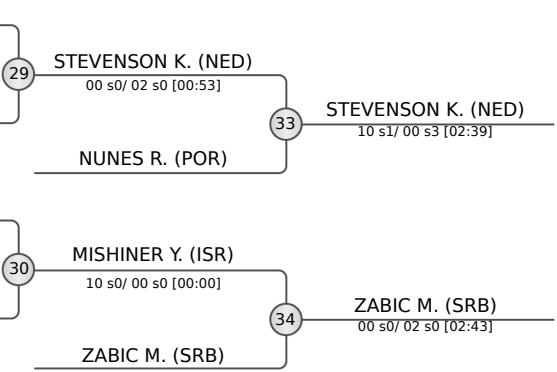 STEVENSON K. (NED)
29
00 s0/ 02 s0 [00:53]
STEVENSON K. (NED)
33
10 s1/ 00 s3 [02:39]
NUNES R. (POR)
MISHINER Y. (ISR)
30
10 s0/ 00 s0 [00:00]
ZABIC M. (SRB)
34
00 s0/ 02 s0 [02:43]
ZABIC M. (SRB)